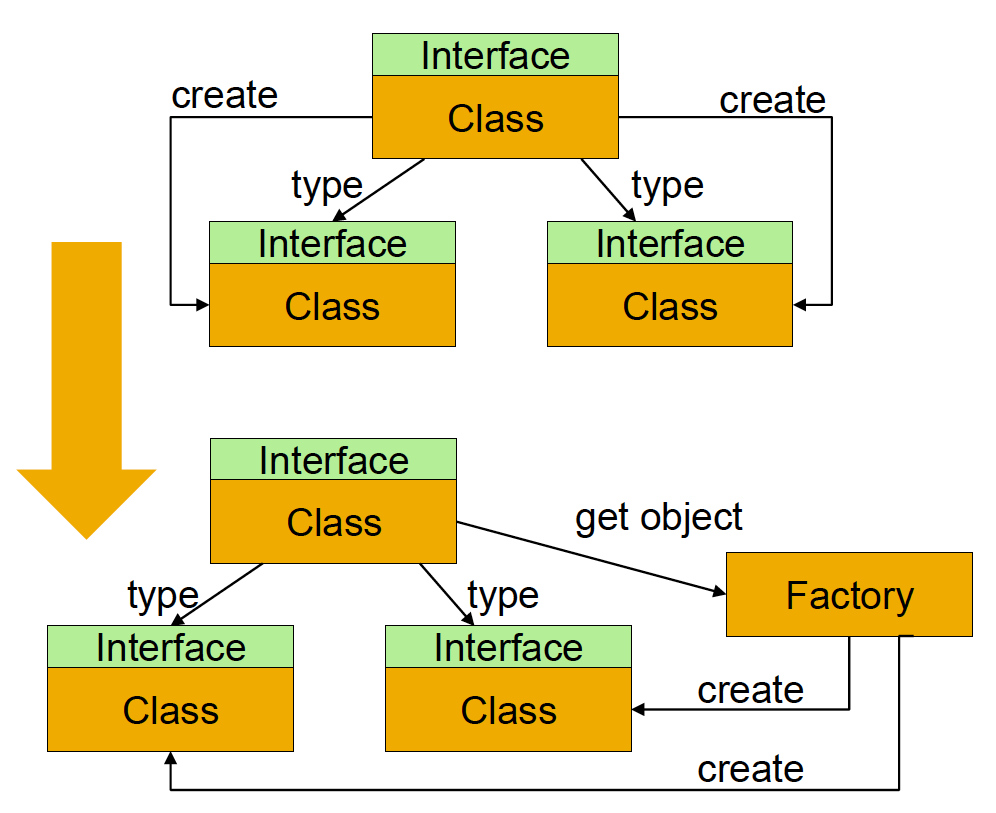 Interface
create
create
Class
type
type
Interface
Interface
Class
Class
Interface
get object
Class
type
type
Factory
Interface
Interface
create
Class
Class
create